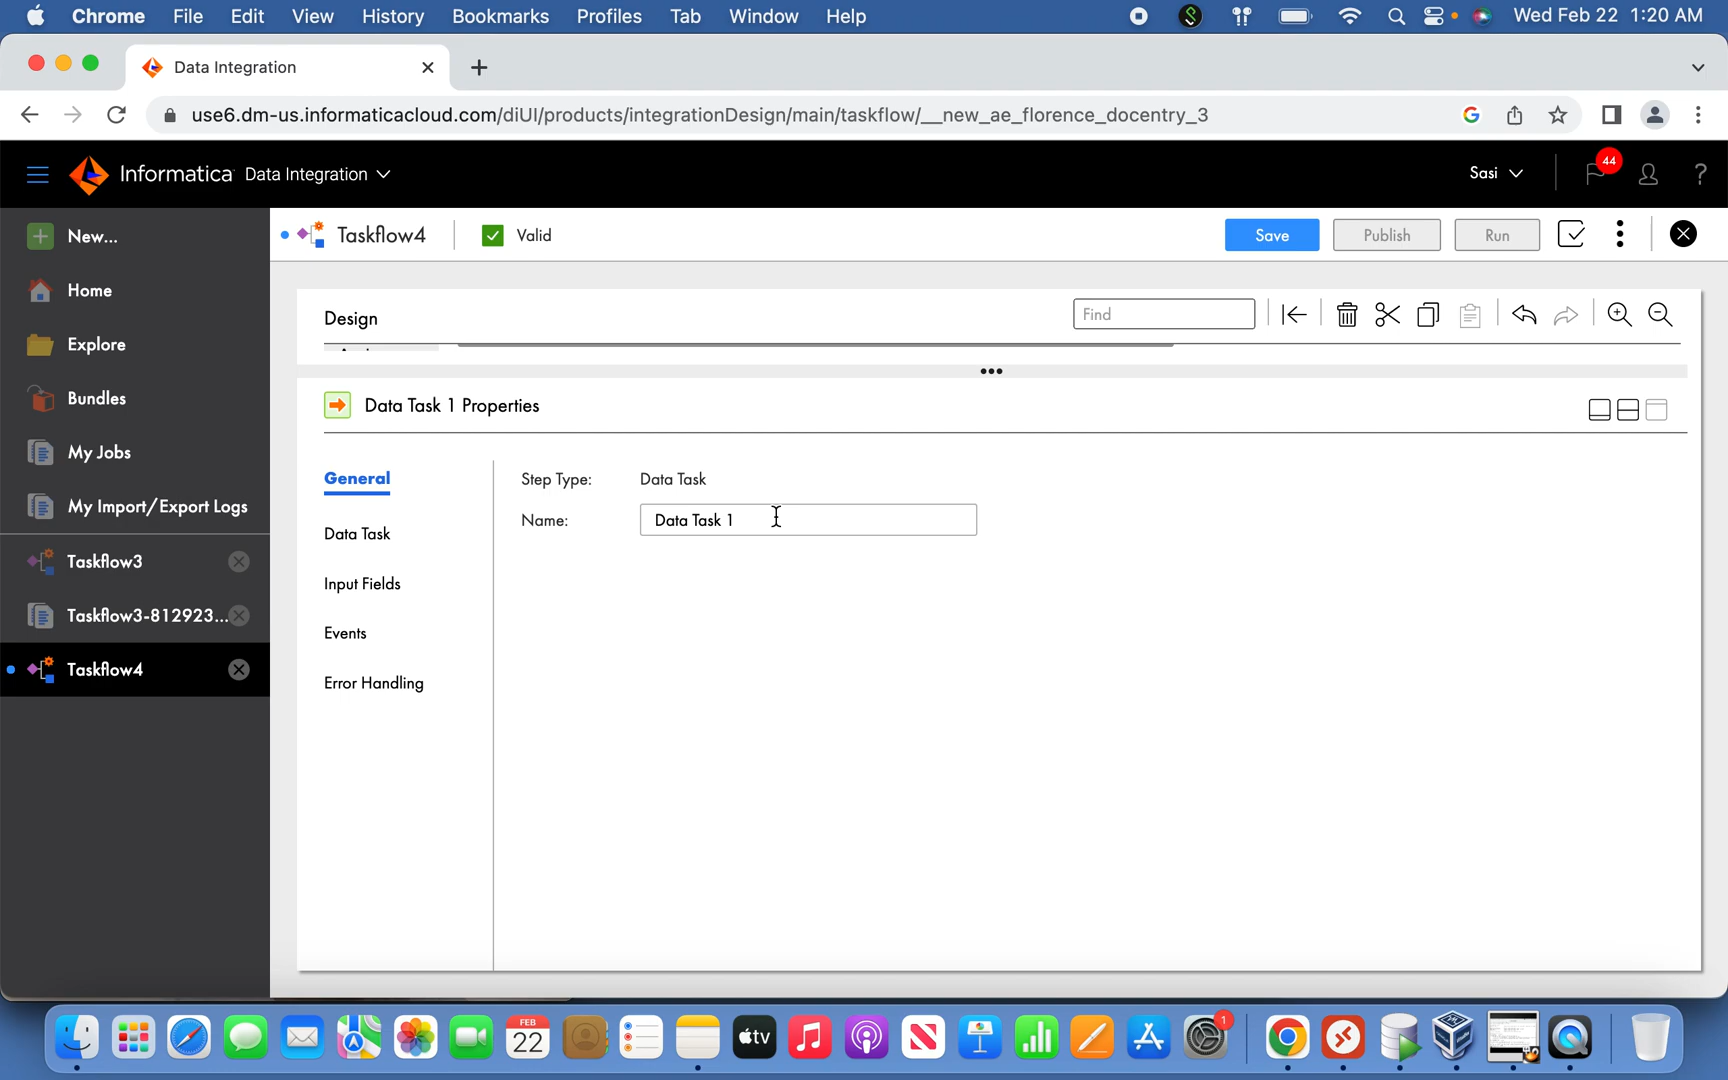 Chrome File Edit View History Bookmarks Profiles Tab Window Help Wed Feb 22 1:20 AM
Data Integration
use6.dm-us.informaticacloud.com/diUI/products/integrationDesign/main/taskflow/__new_ae_florence_docentry_3
Informatica Data Integration Sasi 44 ?
New... Taskflow4 Valid Save Publish Run
Home
Design Find
Explore
Bundles Data Task 1 Properties
My Jobs
General Step Type: Data Task
My Import/Export Logs Name: Data Task 1
Data Task
Taskflow3
Input Fields
Taskflow3-812923...
Events
Taskflow4
Error Handling
FEB
22
tv
1